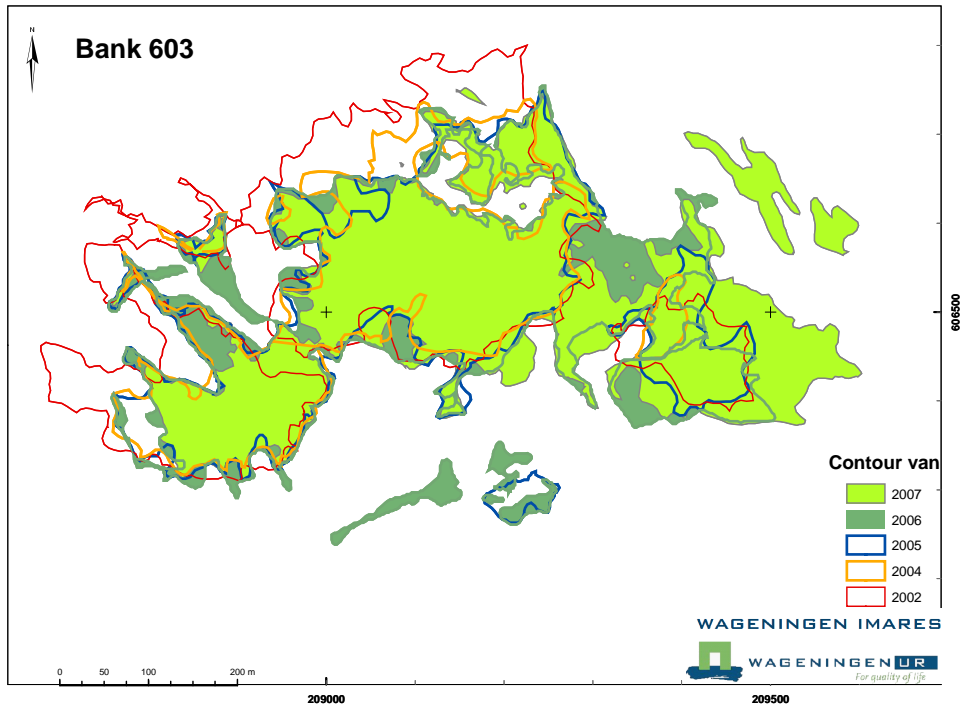 N
Bank 603
606500
Contour van
2007
2006
2005
2004
2002
WAGENINGEN IMARES
WAGENINGEN UR
For quality of life
0 50 100 200 m
209000 209500